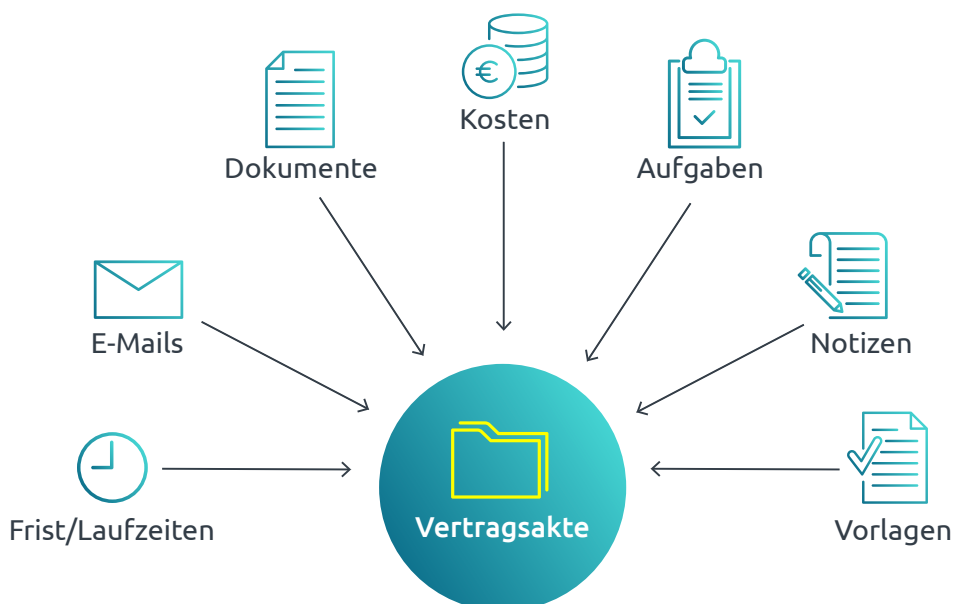 Kosten
Dokumente
Aufgaben
E-Mails
Notizen
Frist/Laufzeiten
Vertragsakte
Vorlagen